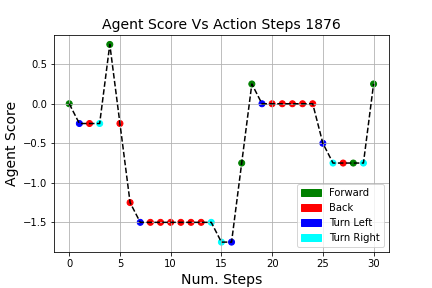 Agent Score Vs Action Steps 1876
Agent Score
0.5
0.0
−0.5
−1.0
−1.5
Forward
Back
Turn Left
Turn Right
0 5 10 15 20 25 30
Num. Steps